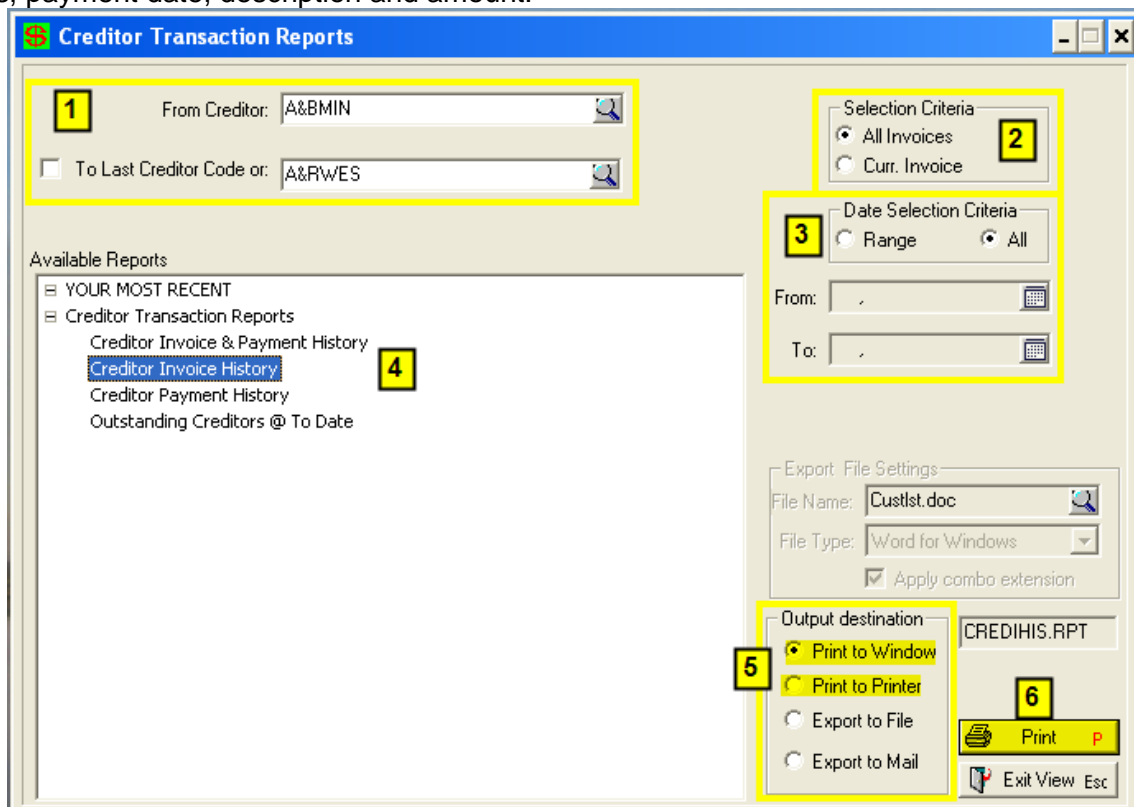 , payment date, description and amount.
Creditor Transaction Reports
1
From Creditor: A&BMIN
To Last Creditor Code or: A&RWES
Selection Criteria
All Invoices
2
Curr. Invoice
Date Selection Criteria
3
Range All
From: ,
To: ,
Available Reports
YOUR MOST RECENT
Creditor Transaction Reports
Creditor Invoice & Payment History
Creditor Invoice History
4
Creditor Payment History
Outstanding Creditors @ To Date
Export File Settings
File Name: Custlst.doc
File Type: Word for Windows
Apply combo extension
Output destination
CREDIHIS.RPT
5
Print to Window
Print to Printer
Export to File
Export to Mail
6
Print P
Exit View Esc